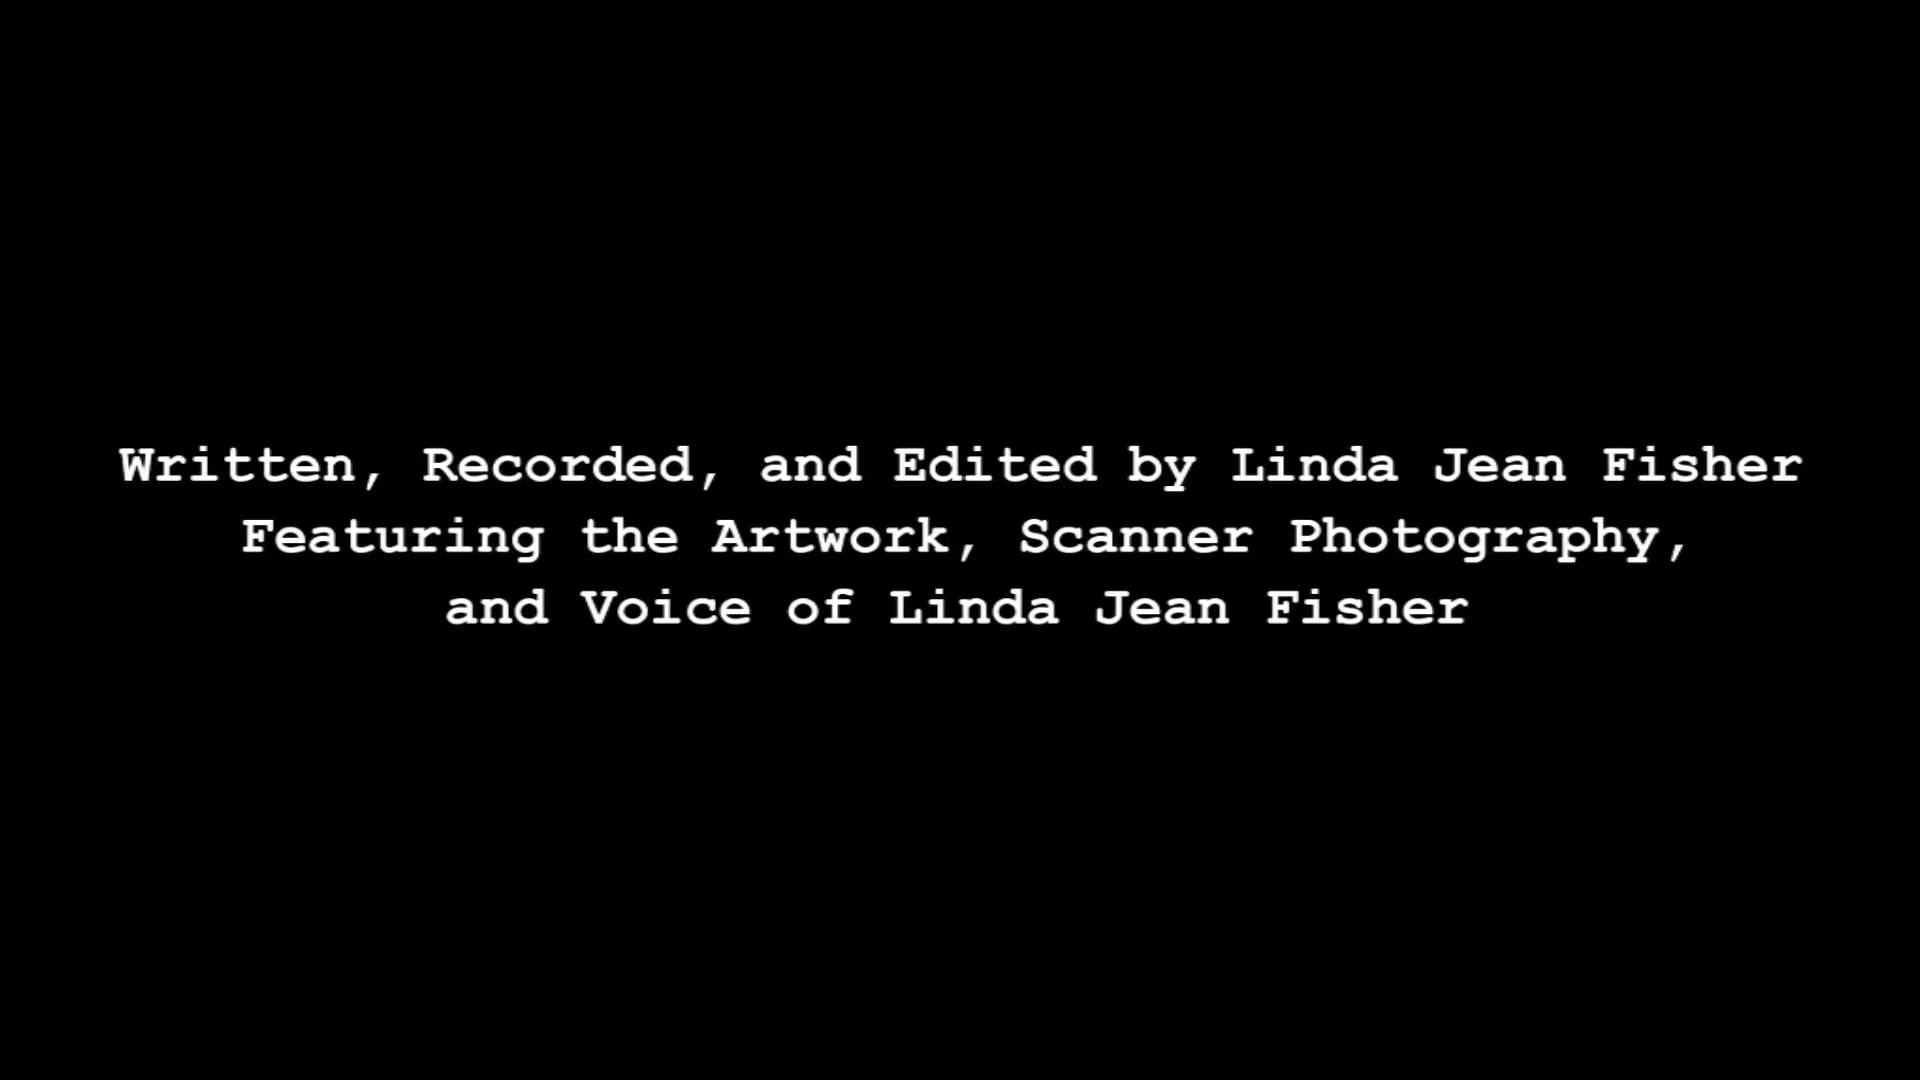 Written, Recorded, and Edited by Linda Jean Fisher
Featuring the Artwork, Scanner Photography,
and Voice of Linda Jean Fisher